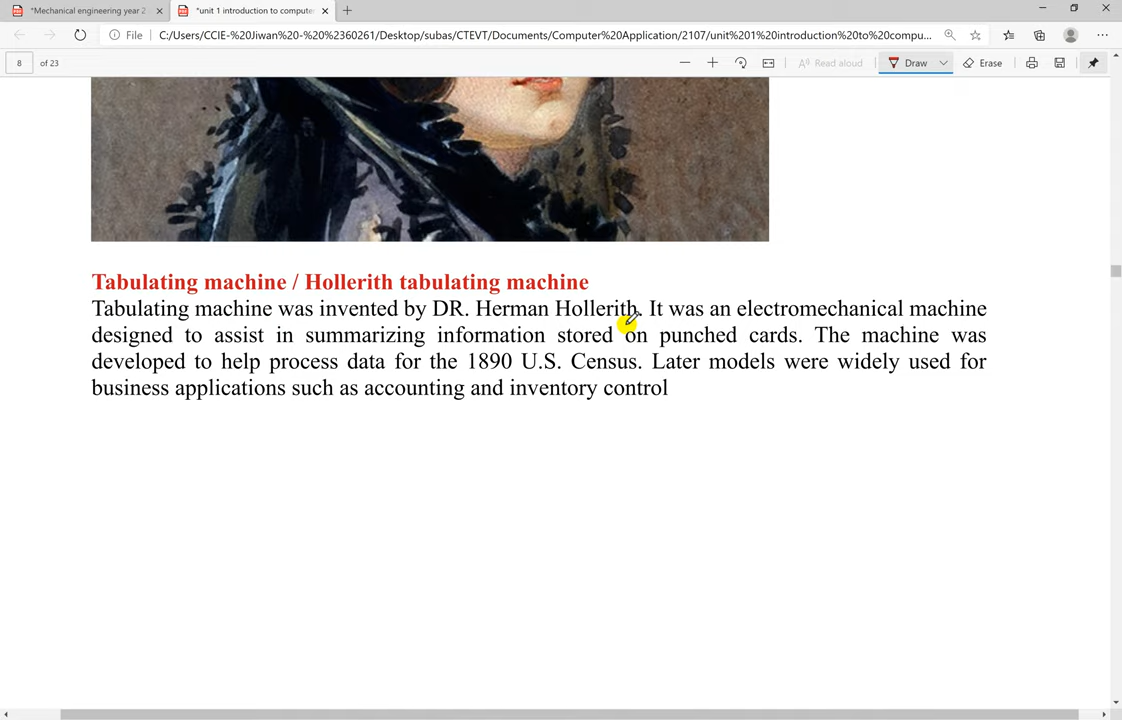 *Mechanical engineering year 2
*unit 1 introduction to compute
File
C:/Users/CCIE-%20Jiwan%20-%20%2360261/Desktop/subas/CTEVT/Documents/Computer%20Application/2107/unit%201%20introduction%20to%20compu...
8 of 23
Read aloud
Draw
Erase
Tabulating machine / Hollerith tabulating machine
Tabulating machine was invented by DR. Herman Hollerith. It was an electromechanical machine
designed to assist in summarizing information stored on punched cards. The machine was
developed to help process data for the 1890 U.S. Census. Later models were widely used for
business applications such as accounting and inventory control